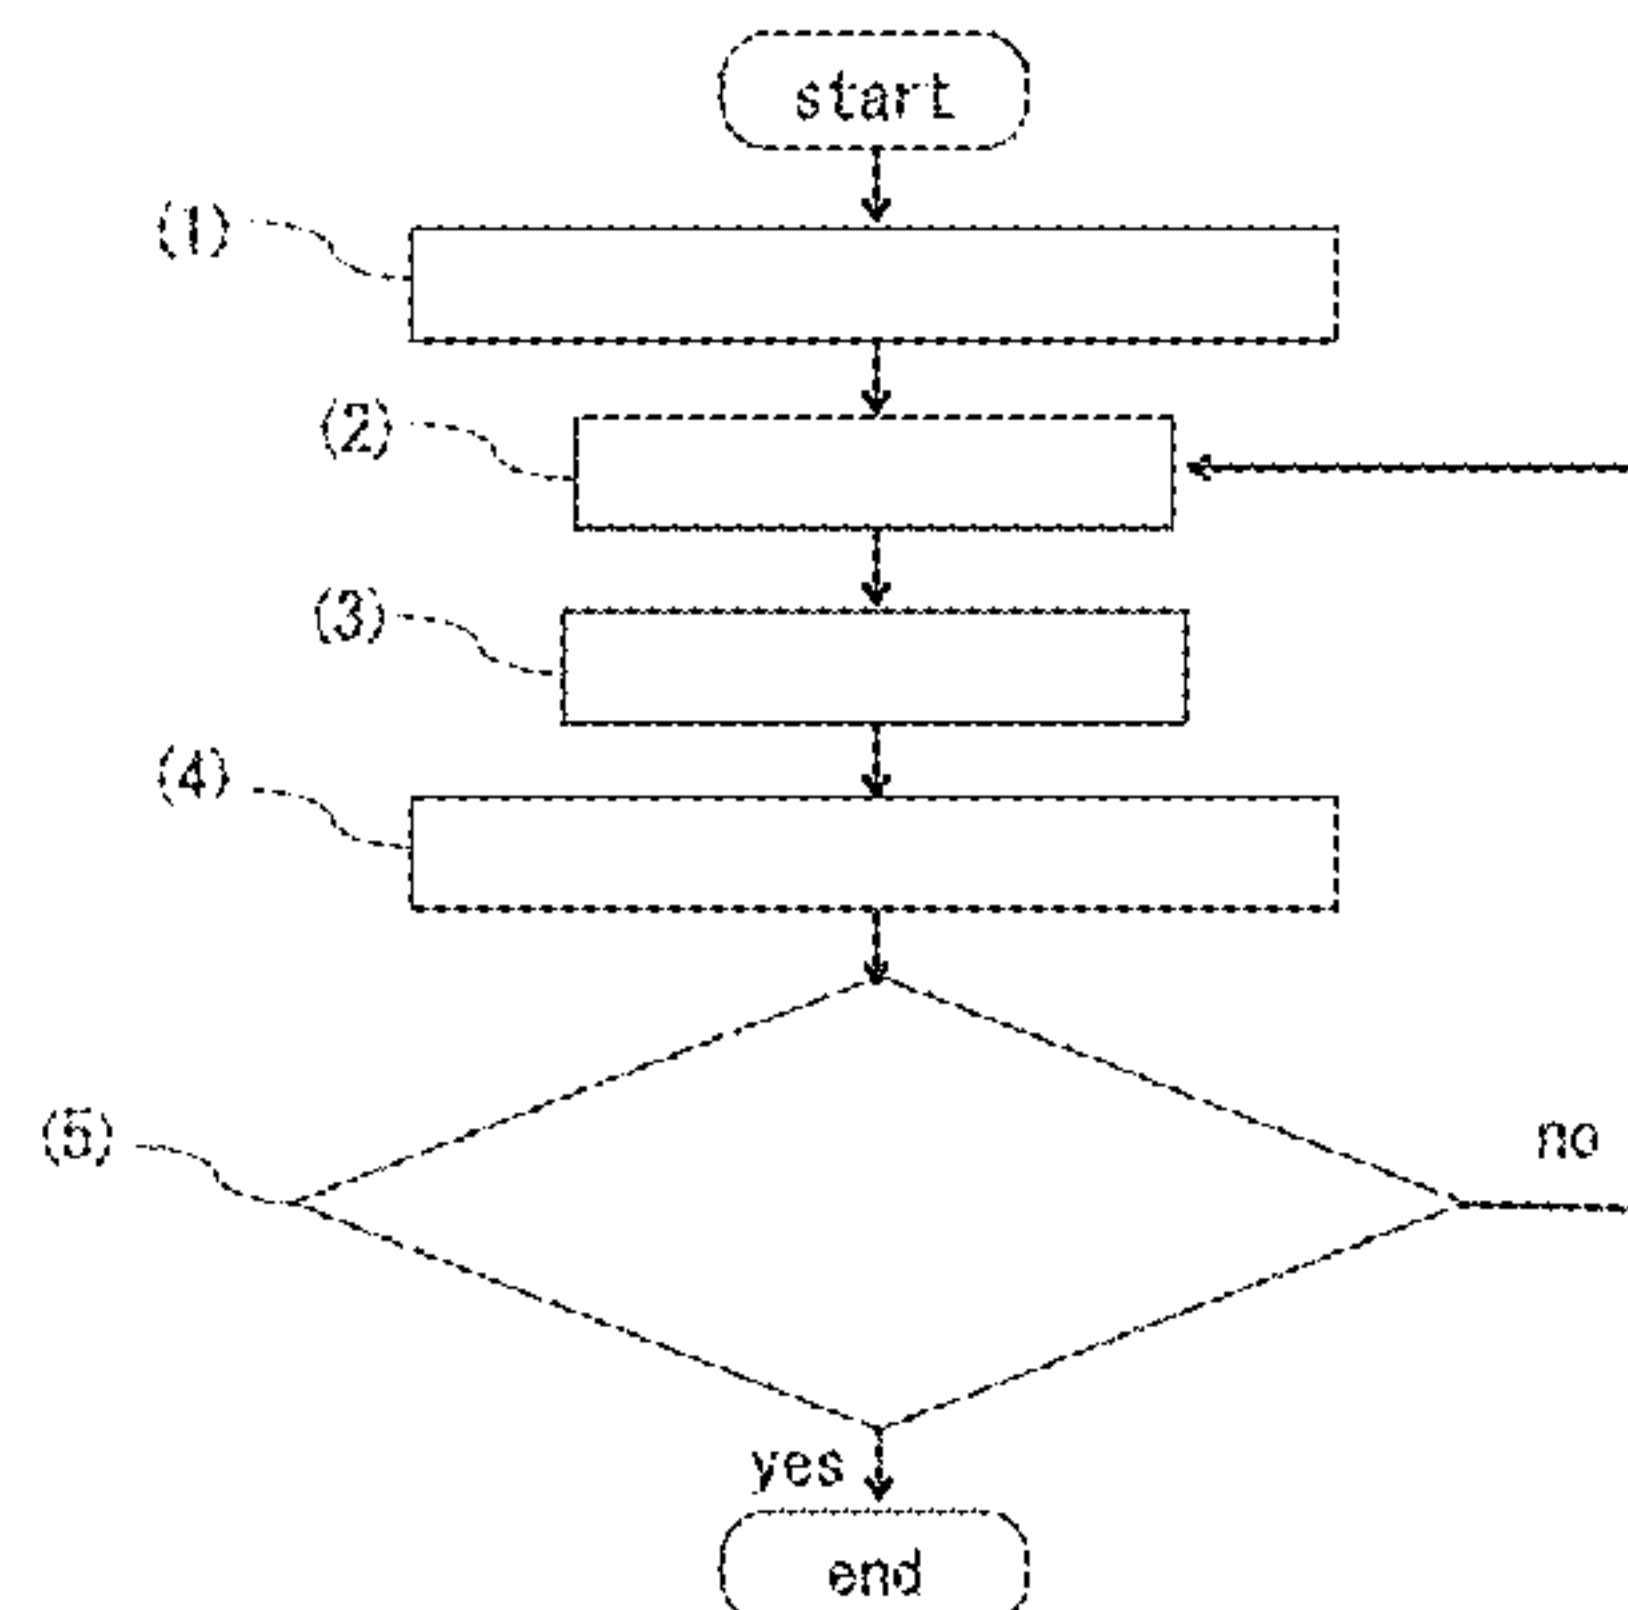 start
(1)
(2)
(3)
(4)
(5)
no
yes
end